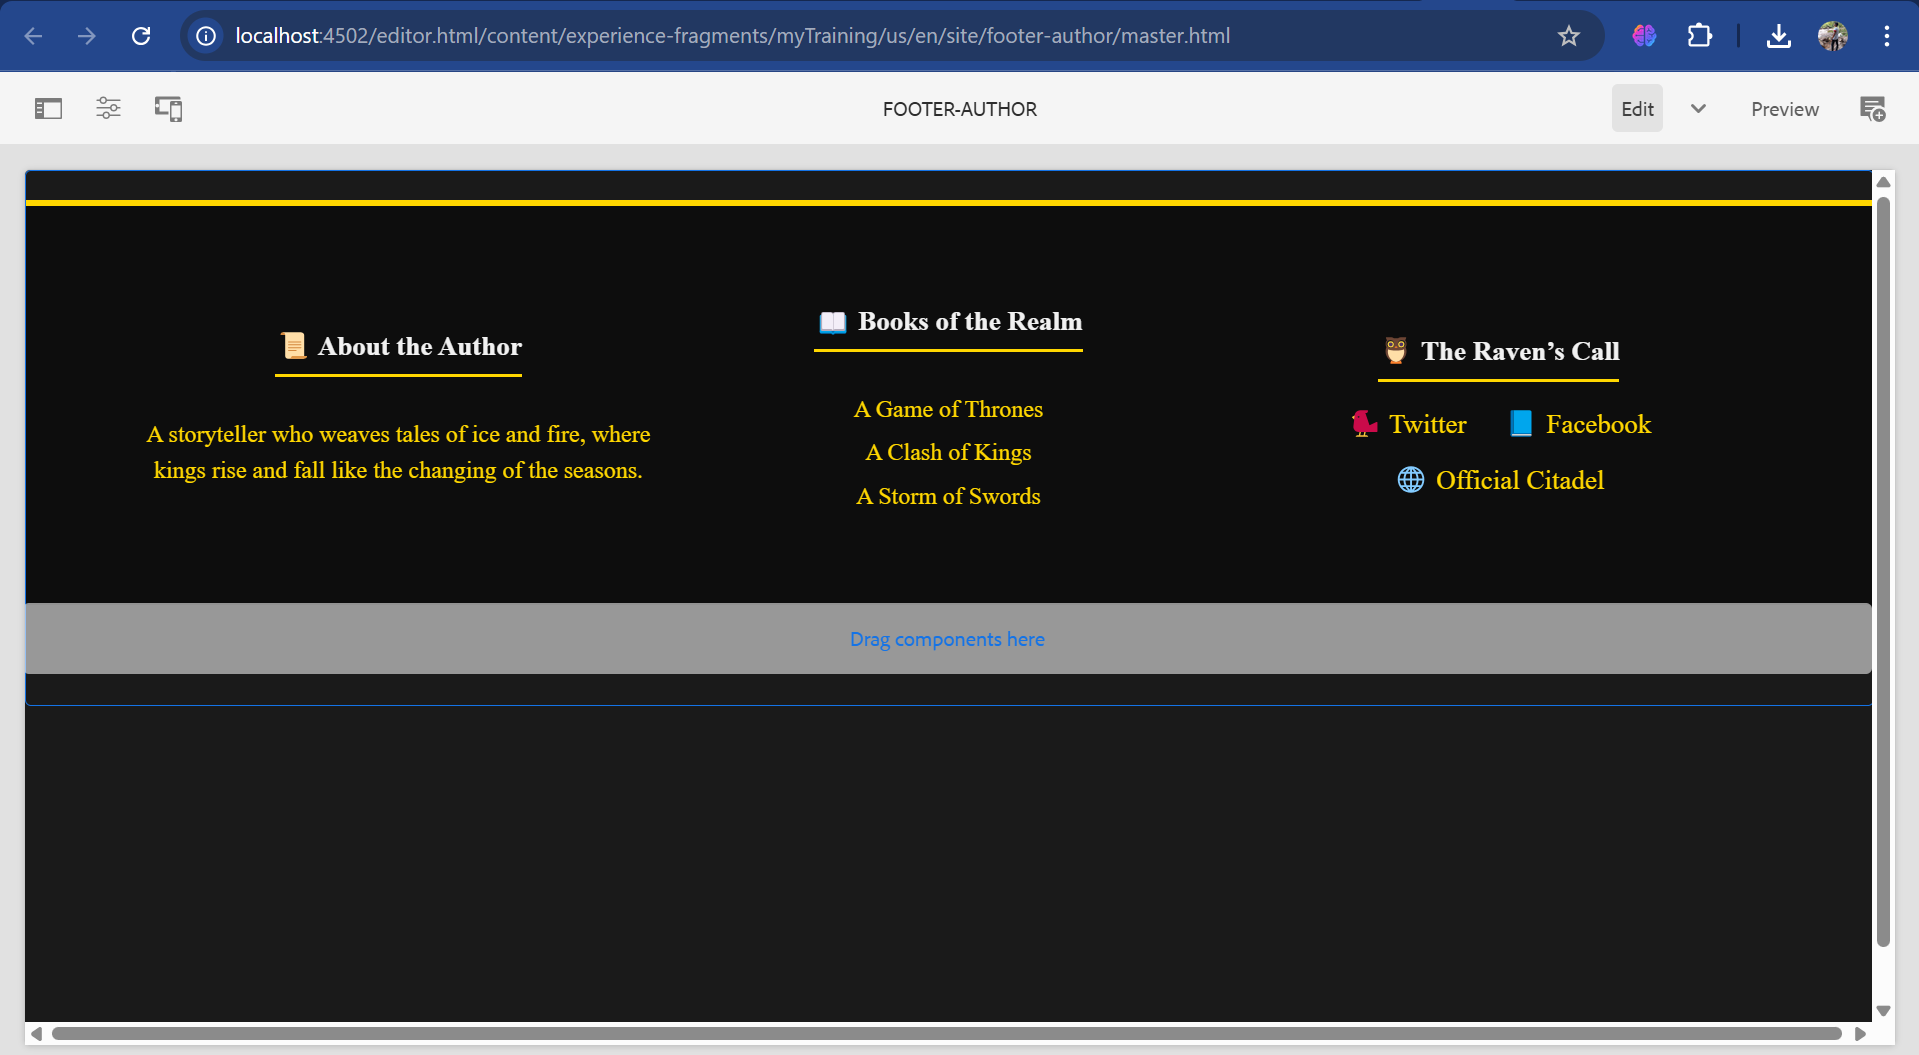 localhost:4502/editor.html/content/experience-fragments/myTraining/us/en/site/footer-author/master.html
FOOTER-AUTHOR
Edit
Preview
About the Author
A storyteller who weaves tales of ice and fire, where
kings rise and fall like the changing of the seasons.
Books of the Realm
A Game of Thrones
A Clash of Kings
A Storm of Swords
The Raven’s Call
Twitter
Facebook
Official Citadel
Drag components here